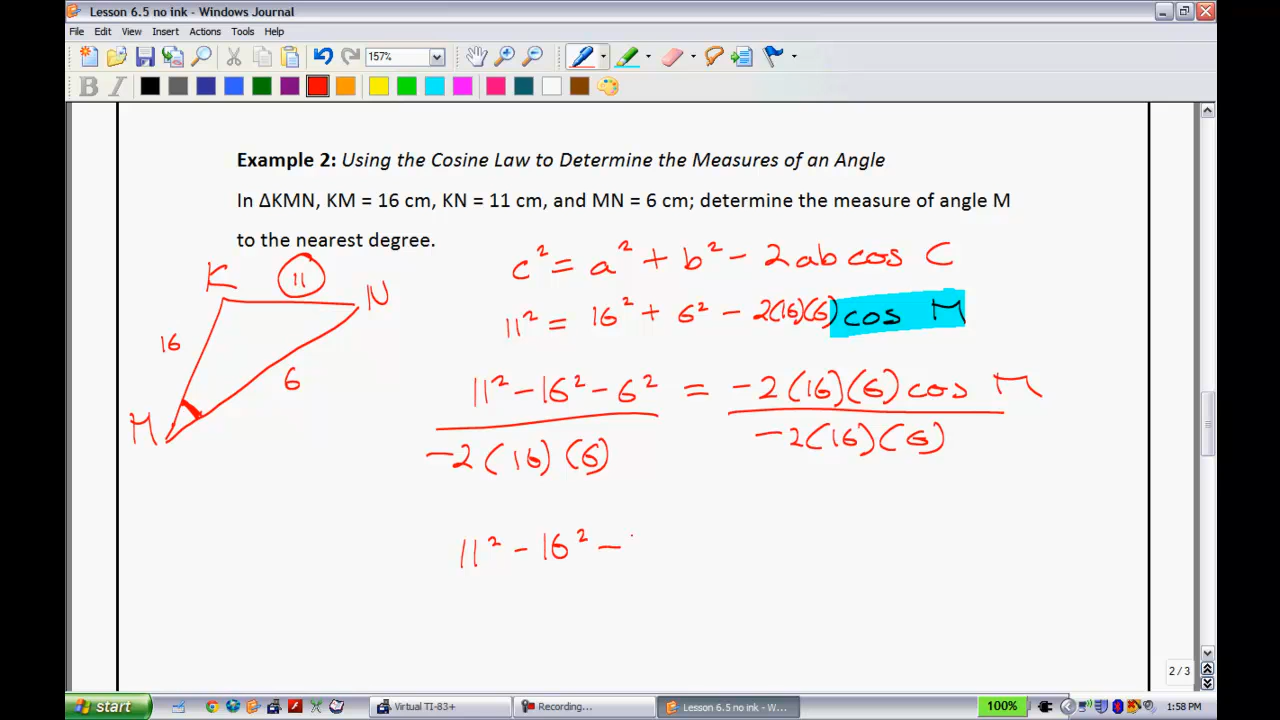 Lesson 6.5 no ink - Windows Journal
File Edit View Insert Actions Tools Help
157%
B I
Example 2: Using the Cosine Law to Determine the Measures of an Angle
In ΔKMN, KM = 16 cm, KN = 11 cm, and MN = 6 cm; determine the measure of angle M
to the nearest degree.
c² = a² + b² - 2ab cos C
K 11 N
11² = 16² + 6² - 2(16)(6) cos M
16
6
M
11² - 16² - 6² = -2(16)(6) cos M
-2(16)(6) -2(16)(6)
11² - 16² -
2 / 3
start Virtual TI-83+ Recording... Lesson 6.5 no ink - W... 100% 1:58 PM